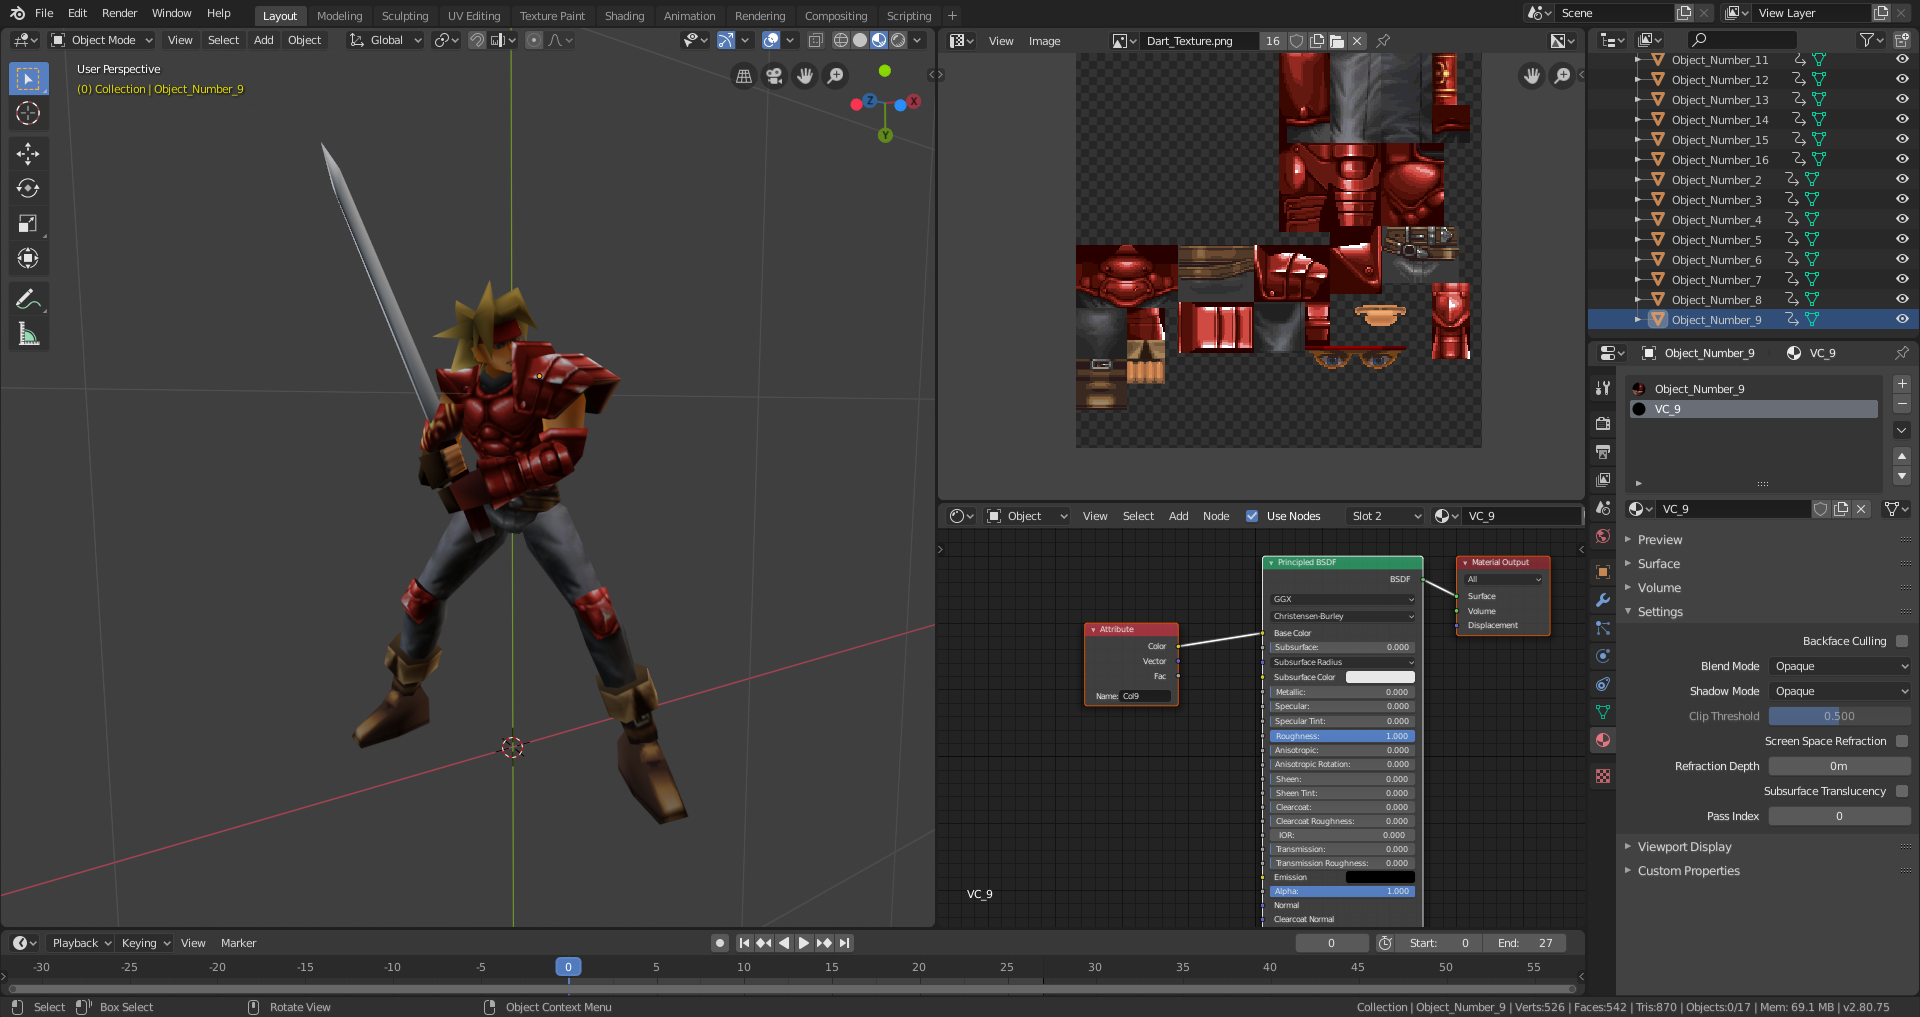 File Edit Render Window Help
Layout Modeling Sculpting UV Editing Texture Paint Shading Animation Rendering Compositing Scripting +
Scene
View Layer
Object Mode View Select Add Object Global
View Image Dart_Texture.png 16
User Perspective
(0) Collection | Object_Number_9
Z X Y
Object_Number_11
Object_Number_12
Object_Number_13
Object_Number_14
Object_Number_15
Object_Number_16
Object_Number_2
Object_Number_3
Object_Number_4
Object_Number_5
Object_Number_6
Object_Number_7
Object_Number_8
Object_Number_9
Object_Number_9 VC_9
Object_Number_9
VC_9
VC_9
Preview
Surface
Volume
Settings
Backface Culling
Blend Mode Opaque
Shadow Mode Opaque
Clip Threshold 0.500
Screen Space Refraction
Refraction Depth 0m
Subsurface Translucency
Pass Index 0
Viewport Display
Custom Properties
Object View Select Add Node Use Nodes Slot 2 VC_9
Attribute
Color
Vector
Fac
Name: Col9
Principled BSDF
BSDF
GGX
Christensen-Burley
Base Color
Subsurface: 0.000
Subsurface Radius
Subsurface Color
Metallic: 0.000
Specular: 0.000
Specular Tint: 0.000
Roughness: 1.000
Anisotropic: 0.000
Anisotropic Rotation: 0.000
Sheen: 0.000
Sheen Tint: 0.000
Clearcoat: 0.000
Clearcoat Roughness: 0.000
IOR: 0.000
Transmission: 0.000
Transmission Roughness: 0.000
Emission
Alpha: 1.000
Normal
Clearcoat Normal
Material Output
All
Surface
Volume
Displacement
VC_9
Playback Keying View Marker
0 Start: 0 End: 27
-30 -25 -20 -15 -10 -5 0 5 10 15 20 25 30 35 40 45 50 55
Select Box Select Rotate View Object Context Menu
Collection | Object_Number_9 | Verts:526 | Faces:542 | Tris:870 | Objects:0/17 | Mem: 69.1 MB | v2.80.75